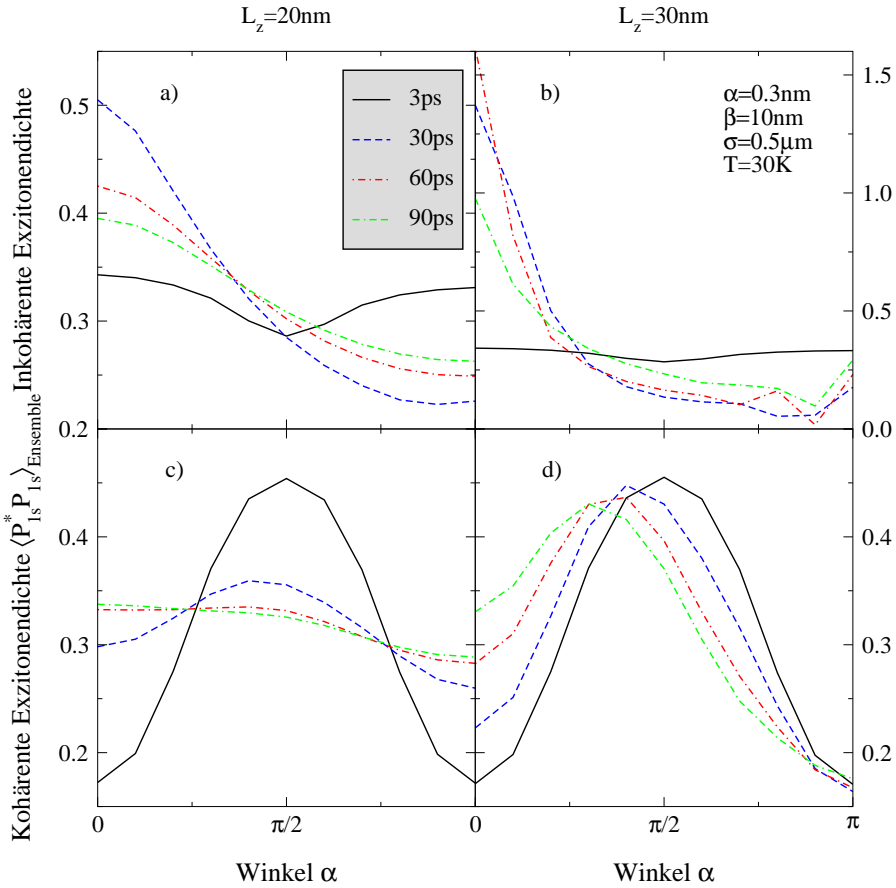 L_z=20nm
L_z=30nm
a)
3ps
30ps
60ps
90ps
b)
α=0.3nm
β=10nm
σ=0.5μm
T=30K
0.5
0.4
0.3
0.2
1.5
1.0
0.5
0.0
Kohärente Exzitonendichte ⟨P*_1s P_1s⟩_Ensemble Inkohärente Exzitonendichte
c)
d)
0.4
0.3
0.2
0.4
0.3
0.2
0
π/2
0
π/2
π
Winkel α
Winkel α